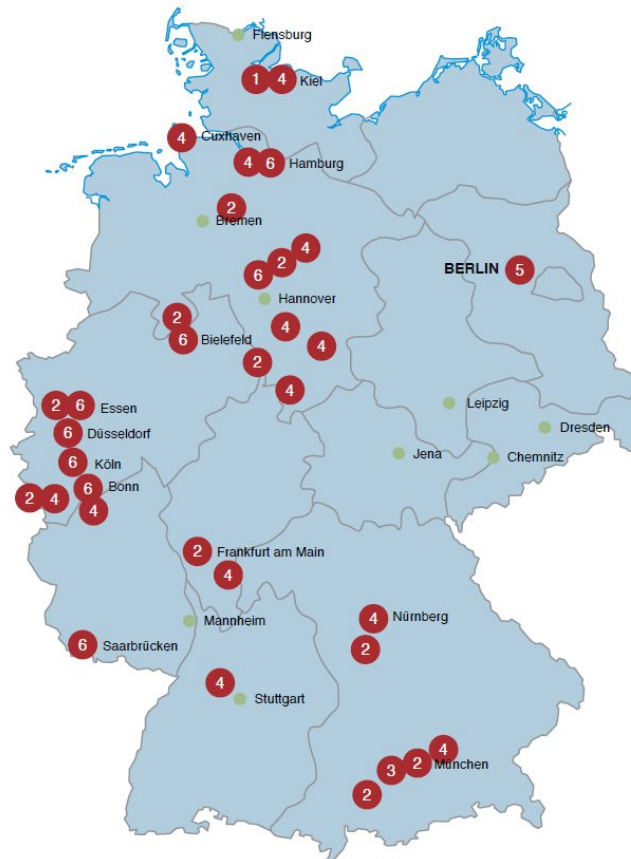 Flensburg
1 4 Kiel
4 Cuxhaven
4 6 Hamburg
2
Bremen
4
2
6
BERLIN 5
Hannover
2
4
6 Bielefeld
4
2
4
2 6 Essen
Leipzig
6 Düsseldorf
Dresden
6 Köln
Jena
Chemnitz
6 Bonn
2 4
4
2 Frankfurt am Main
4
4 Nürnberg
Mannheim
6 Saarbrücken
2
4
Stuttgart
4
2 München
3
2